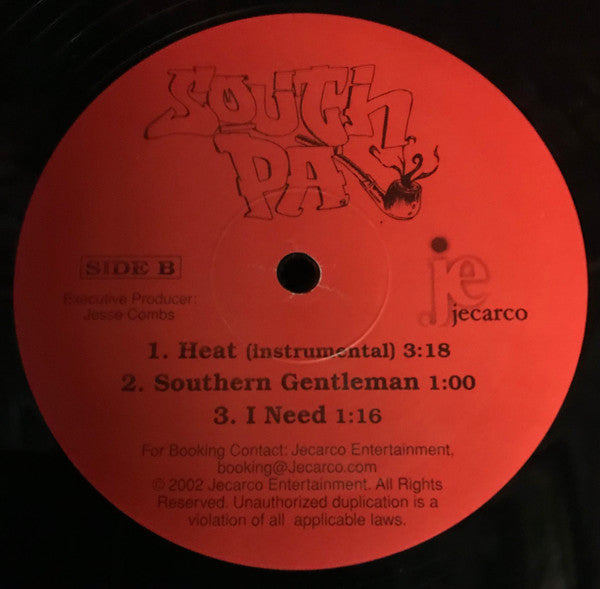 SOUTH
PA
SIDE B
Executive Producer:
Jesse Combs
je
jecarco
1. Heat (instrumental) 3:18
2. Southern Gentleman 1:00
3. I Need 1:16
For Booking Contact: Jecarco Entertainment,
booking@Jecarco.com
© 2002 Jecarco Entertainment. All Rights
Reserved. Unauthorized duplication is a
violation of all applicable laws.